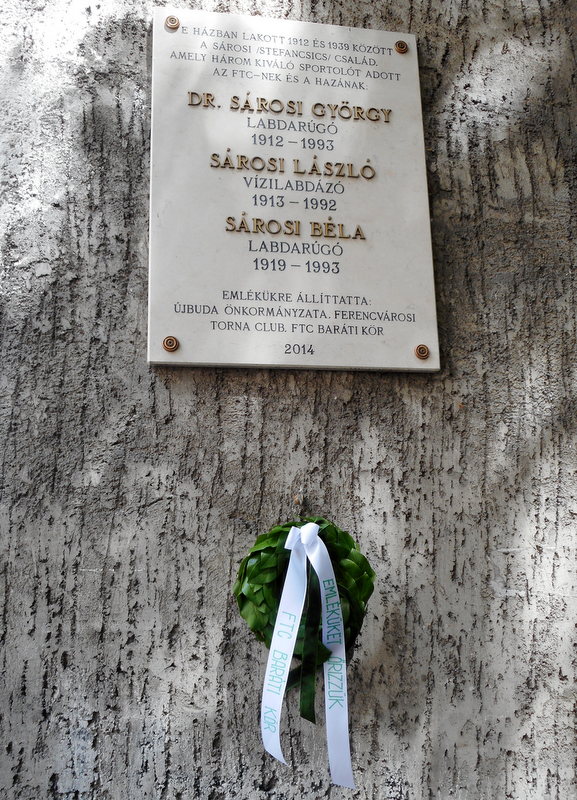 E HÁZBAN LAKOTT 1912 ÉS 1939 KÖZÖTT
A SÁROSI /STEFANCSICS/ CSALÁD,
AMELY HÁROM KIVÁLÓ SPORTOLÓT ADOTT
AZ FTC-NEK ÉS A HAZÁNAK:
DR. SÁROSI GYÖRGY
LABDARÚGÓ
1912 – 1993
SÁROSI LÁSZLÓ
VÍZILABDÁZÓ
1913 – 1992
SÁROSI BÉLA
LABDARÚGÓ
1919 – 1993
EMLÉKÜKRE ÁLLÍTTATTA:
ÚJBUDA ÖNKORMÁNYZATA, FERENCVÁROSI
TORNA CLUB, FTC BARÁTI KÖR
2014
EMLÉKÜKET ŐRIZZÜK
FTC BARÁTI KÖR